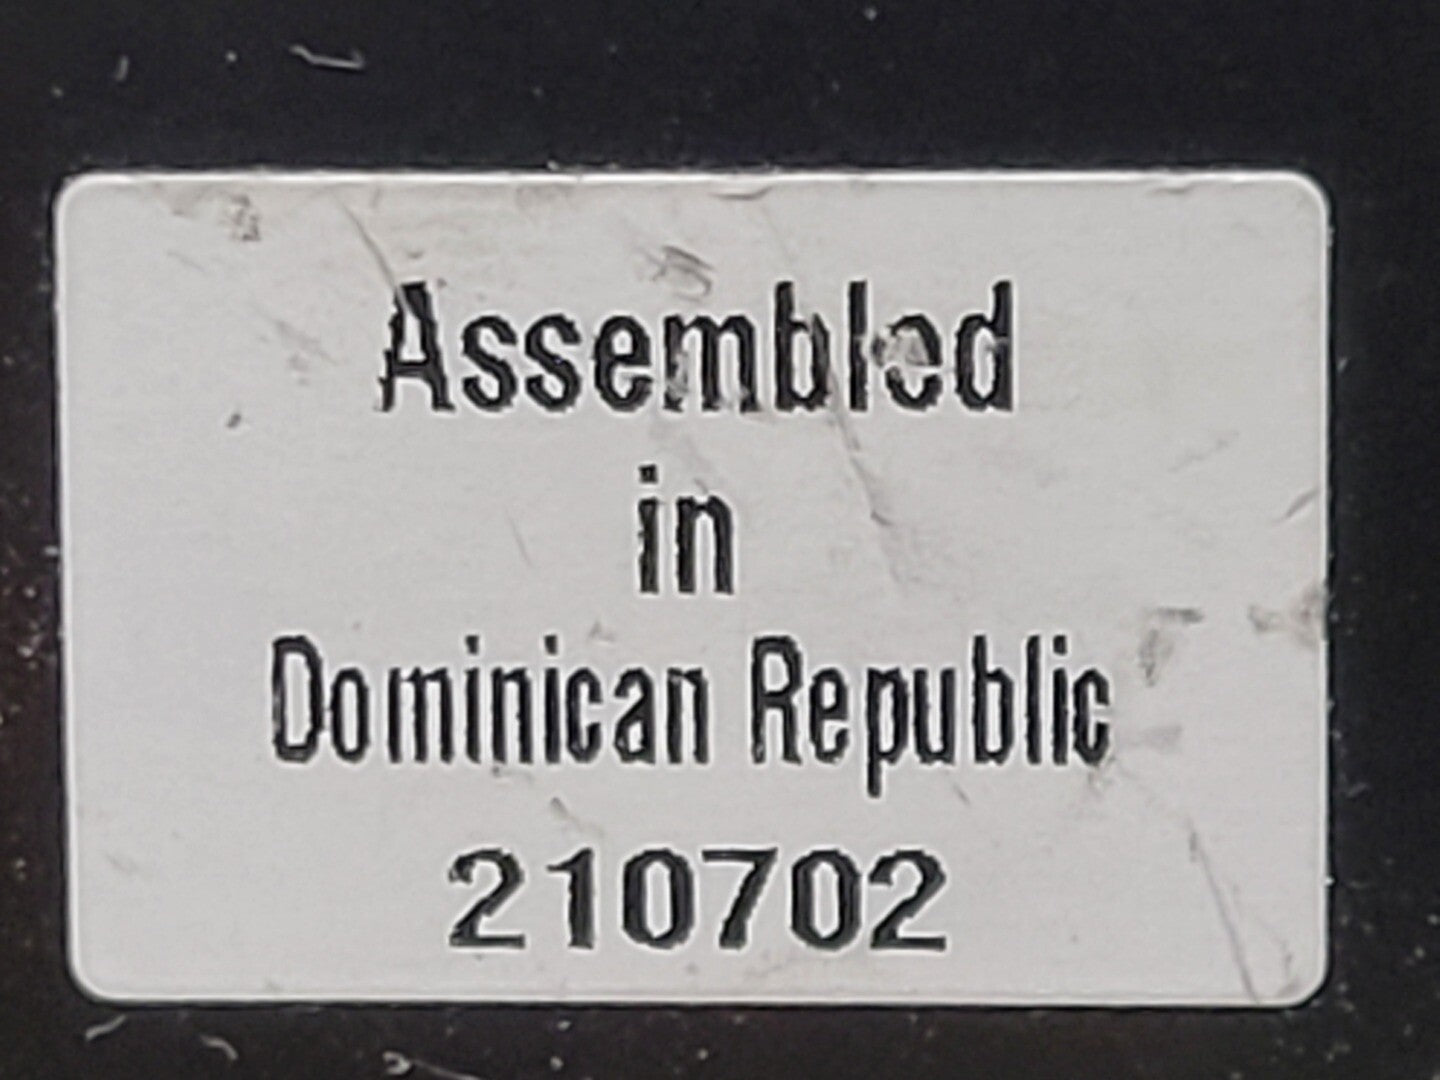 Assembled
in
Dominican Republic
210702